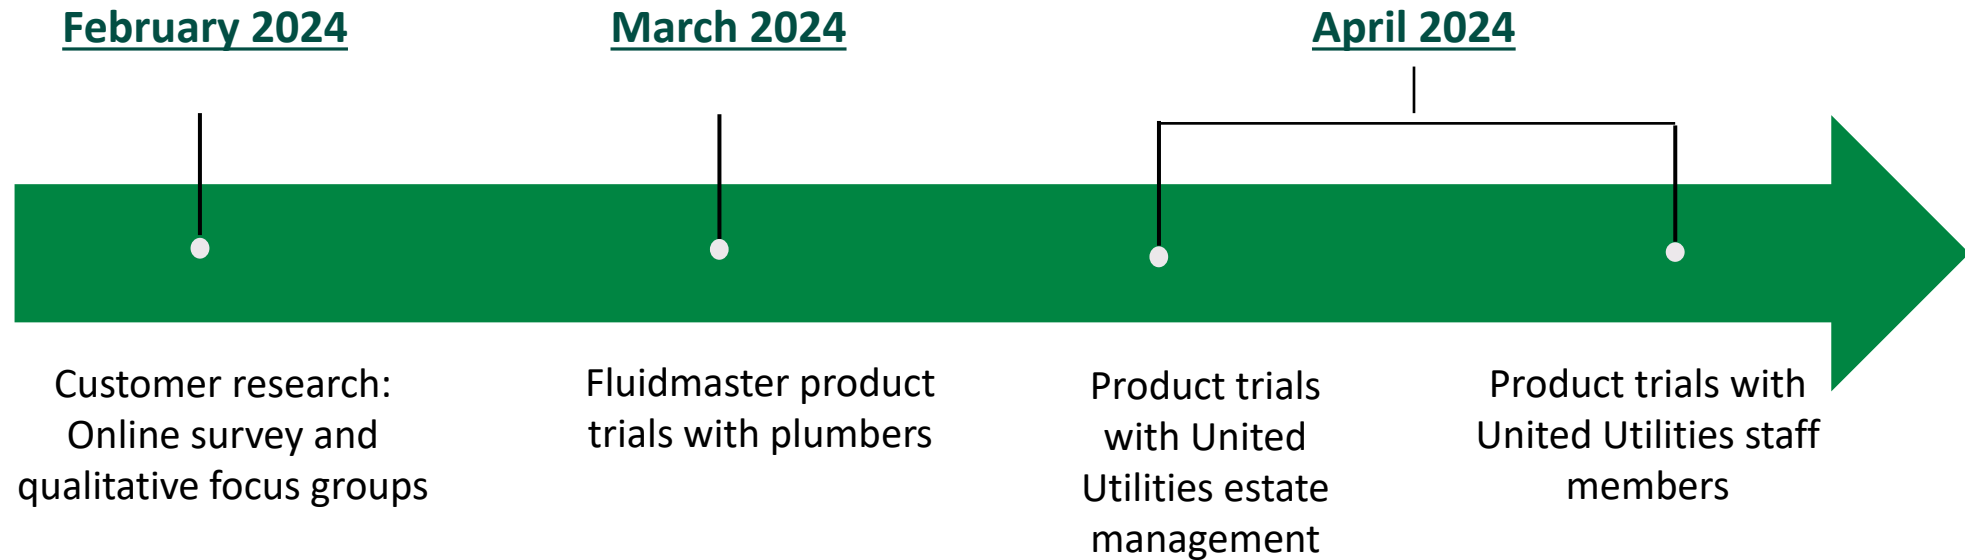 February 2024
March 2024
April 2024
Customer research:
Online survey and
qualitative focus groups
Fluidmaster product
trials with plumbers
Product trials
with United
Utilities estate
management
Product trials with
United Utilities staff
members